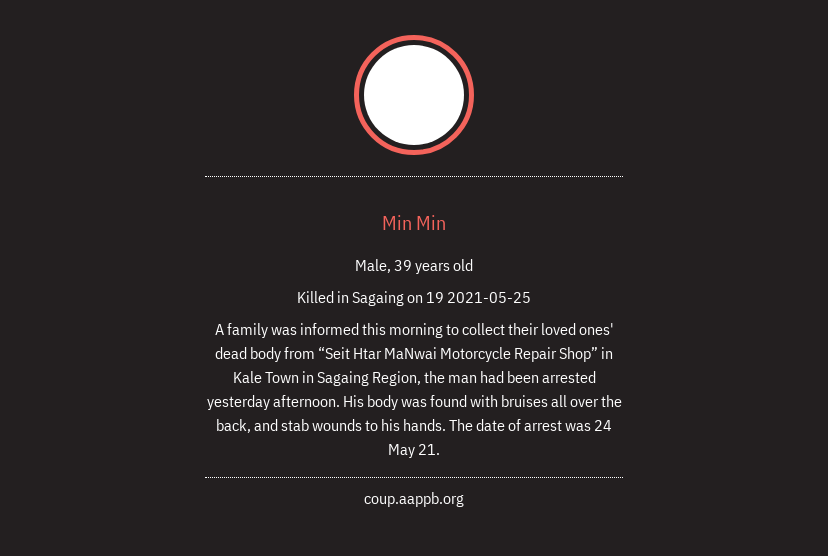 Min Min
Male, 39 years old
Killed in Sagaing on 19 2021-05-25
A family was informed this morning to collect their loved ones'
dead body from “Seit Htar MaNwai Motorcycle Repair Shop” in
Kale Town in Sagaing Region, the man had been arrested
yesterday afternoon. His body was found with bruises all over the
back, and stab wounds to his hands. The date of arrest was 24
May 21.
coup.aappb.org